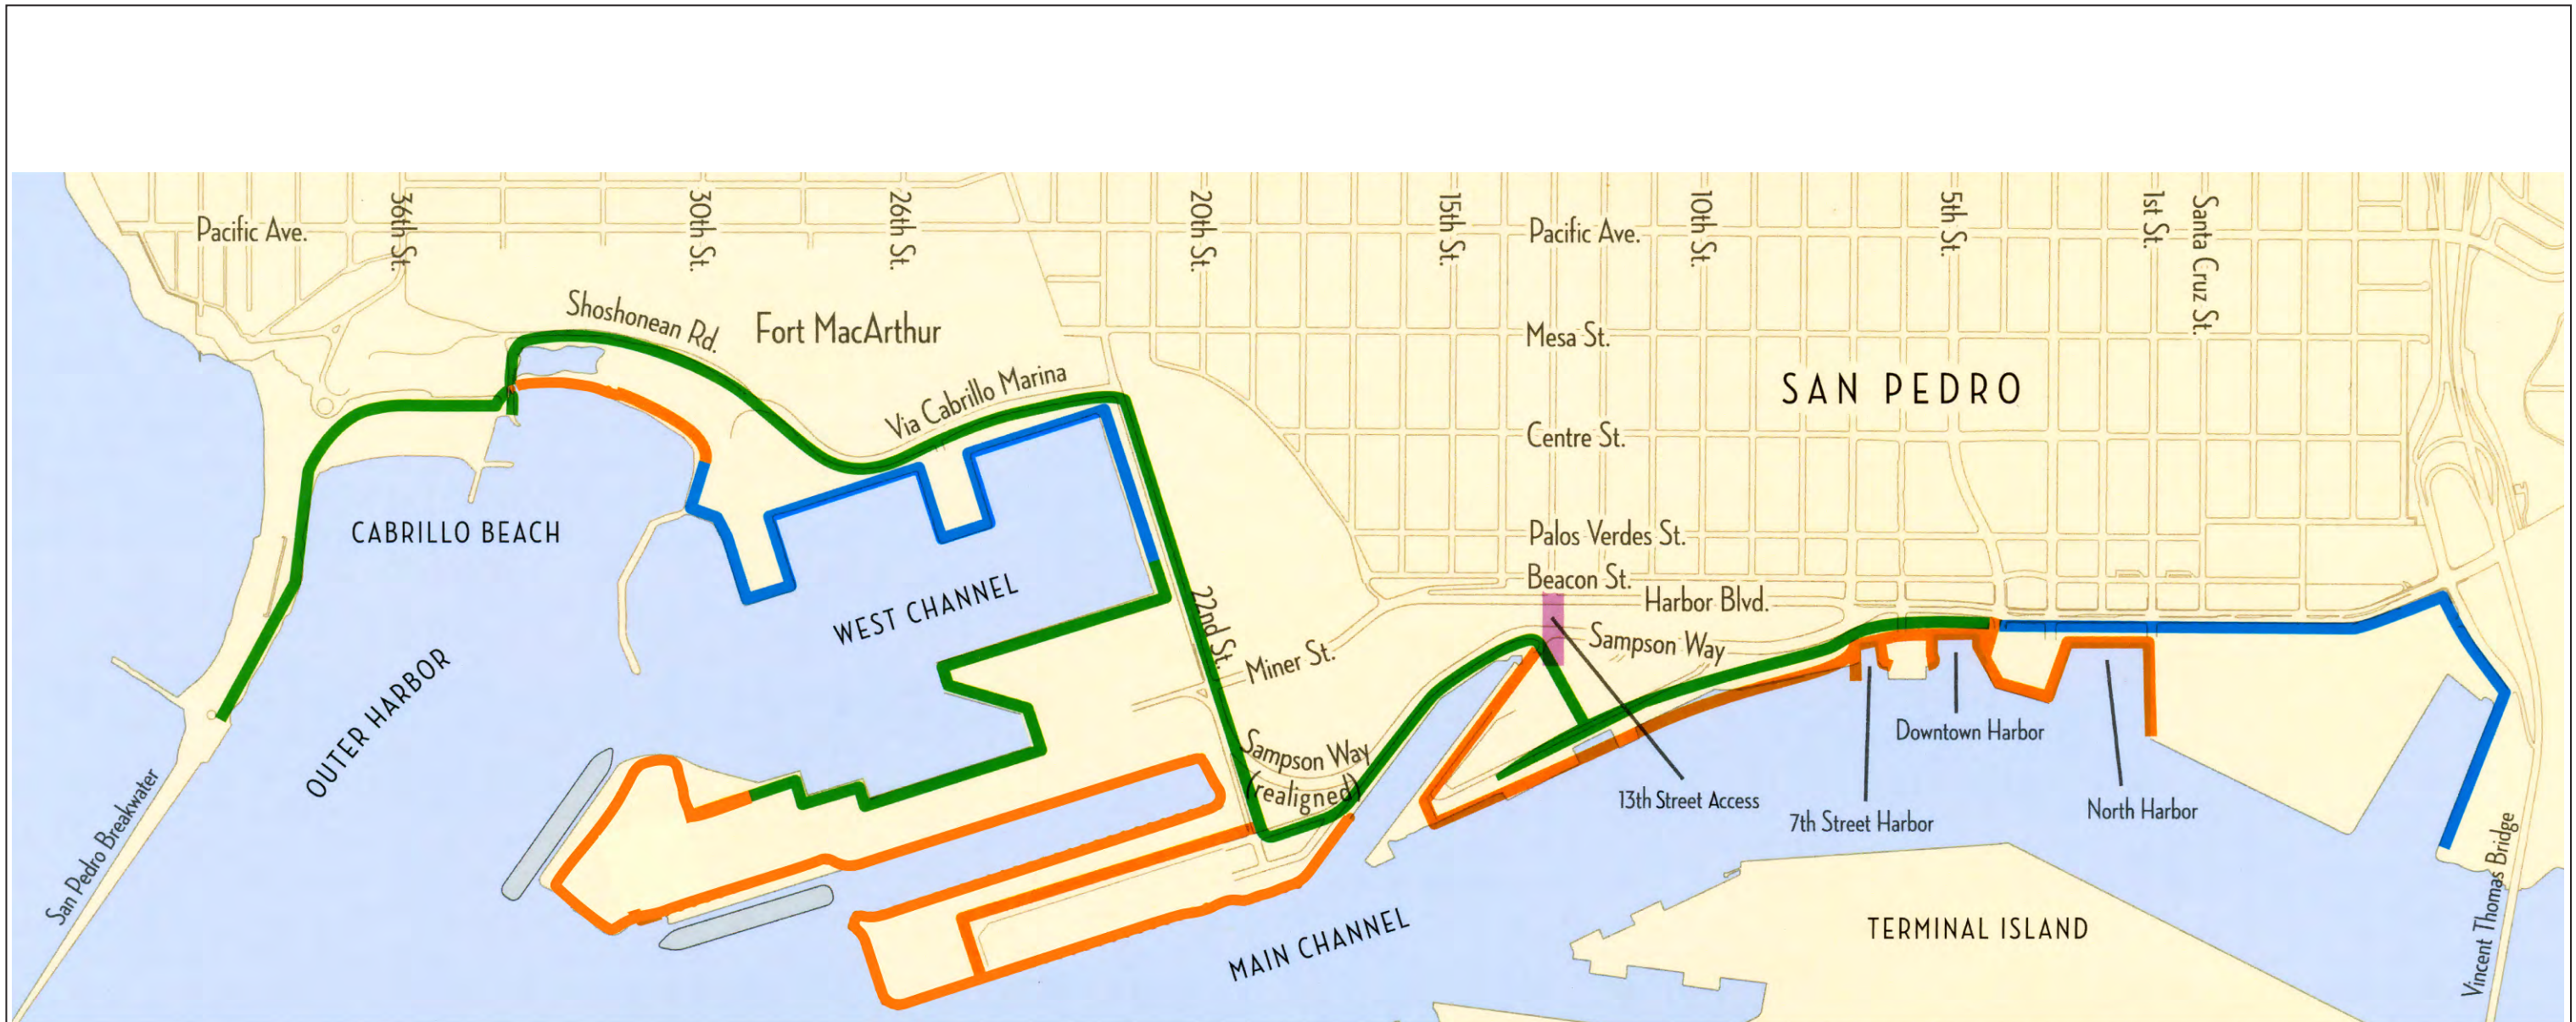 Pacific Ave.
36th St.
30th St.
26th St.
20th St.
15th St.
Pacific Ave.
10th St.
5th St.
1st St.
Santa Cruz St.
Shoshonean Rd.
Fort MacArthur
Mesa St.
Via Cabrillo Marina
SAN PEDRO
Centre St.
CABRILLO BEACH
Palos Verdes St.
Beacon St.
Harbor Blvd.
WEST CHANNEL
22nd St.
Miner St.
Sampson Way
OUTER HARBOR
Sampson Way
(realigned)
Downtown Harbor
13th Street Access
7th Street Harbor
North Harbor
San Pedro Breakwater
MAIN CHANNEL
TERMINAL ISLAND
Vincent Thomas Bridge